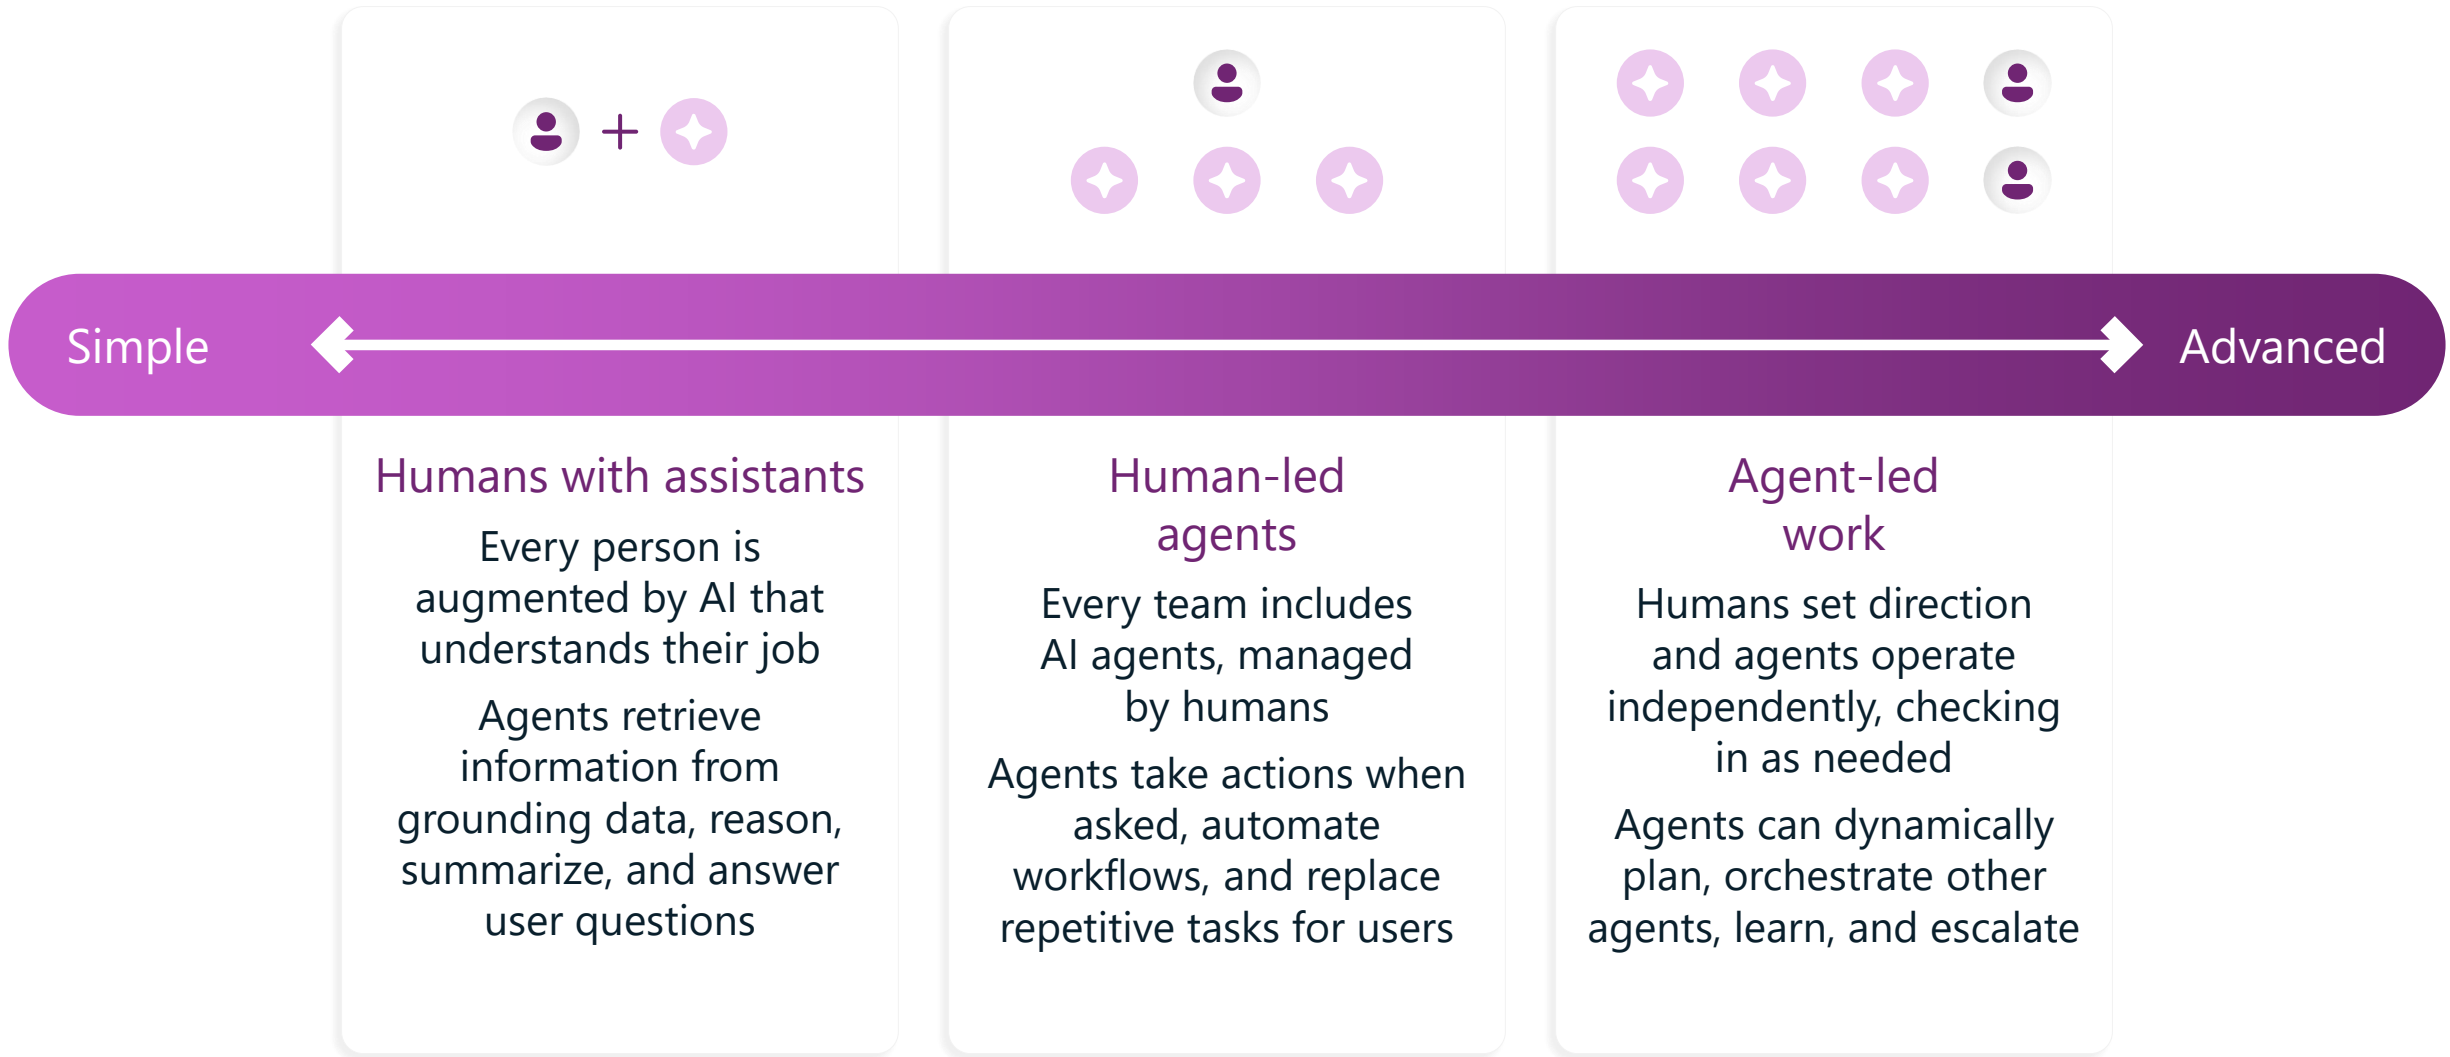 Simple
Advanced
Humans with assistants
Every person is
augmented by AI that
understands their job
Agents retrieve
information from
grounding data, reason,
summarize, and answer
user questions
Human-led
agents
Every team includes
AI agents, managed
by humans
Agents take actions when
asked, automate
workflows, and replace
repetitive tasks for users
Agent-led
work
Humans set direction
and agents operate
independently, checking
in as needed
Agents can dynamically
plan, orchestrate other
agents, learn, and escalate